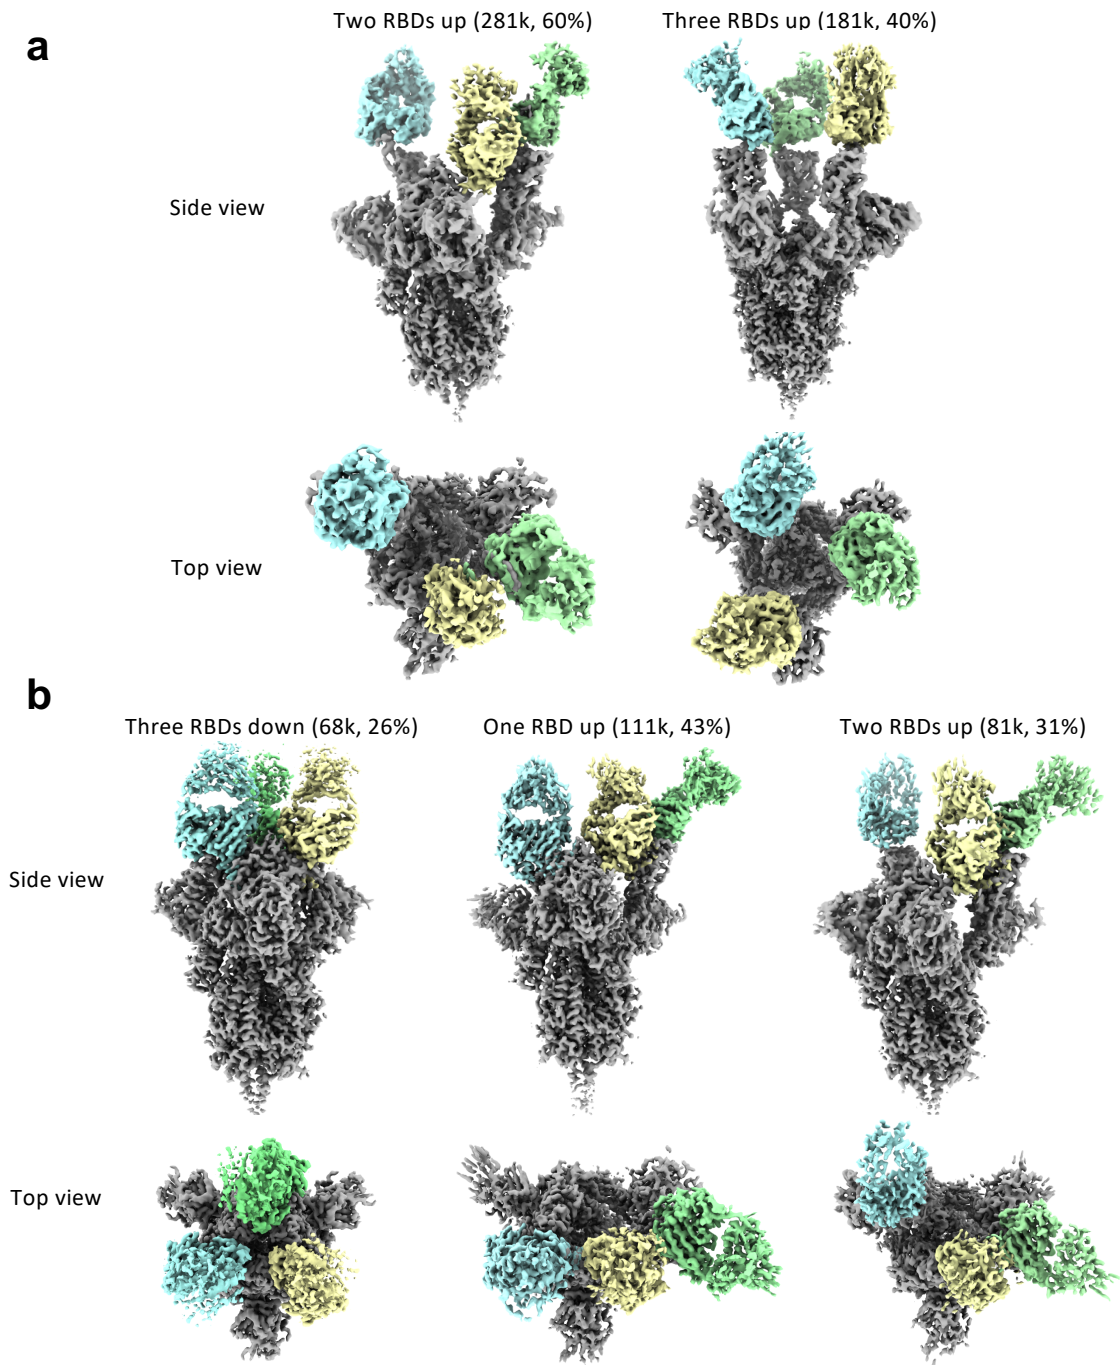 a
Two RBDs up (281k, 60%)
Three RBDs up (181k, 40%)
Side view
Top view
b
Three RBDs down (68k, 26%)
One RBD up (111k, 43%)
Two RBDs up (81k, 31%)
Side view
Top view